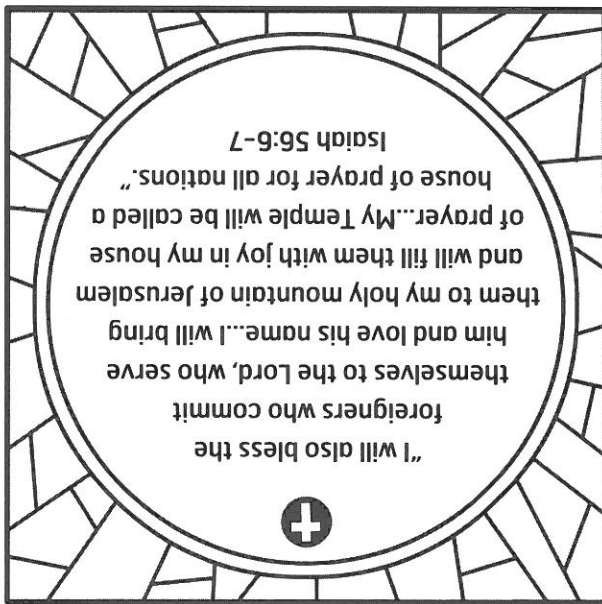 "I will also bless the
foreigners who commit
themselves to the Lord, who serve
him and love his name...I will bring
them to my holy mountain of Jerusalem
and will fill them with joy in my house
of prayer...My Temple will be called a
house of prayer for all nations."
Isaiah 56:6-7